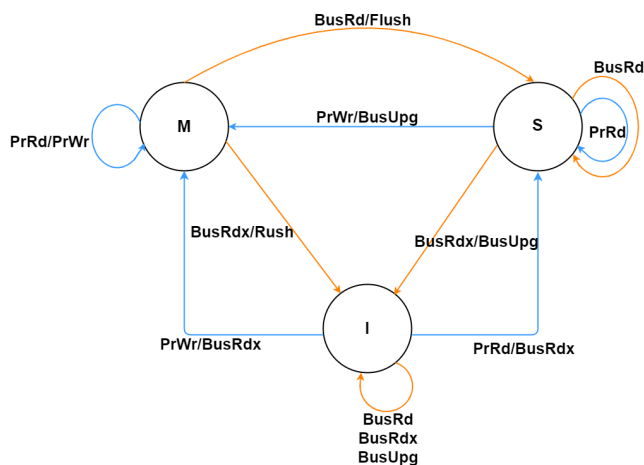 BusRd/Flush
BusRd
M
PrWr/BusUpg
S
PrRd/PrWr
PrRd
BusRdx/Rush
BusRdx/BusUpg
I
PrWr/BusRdx
PrRd/BusRdx
BusRd
BusRdx
BusUpg